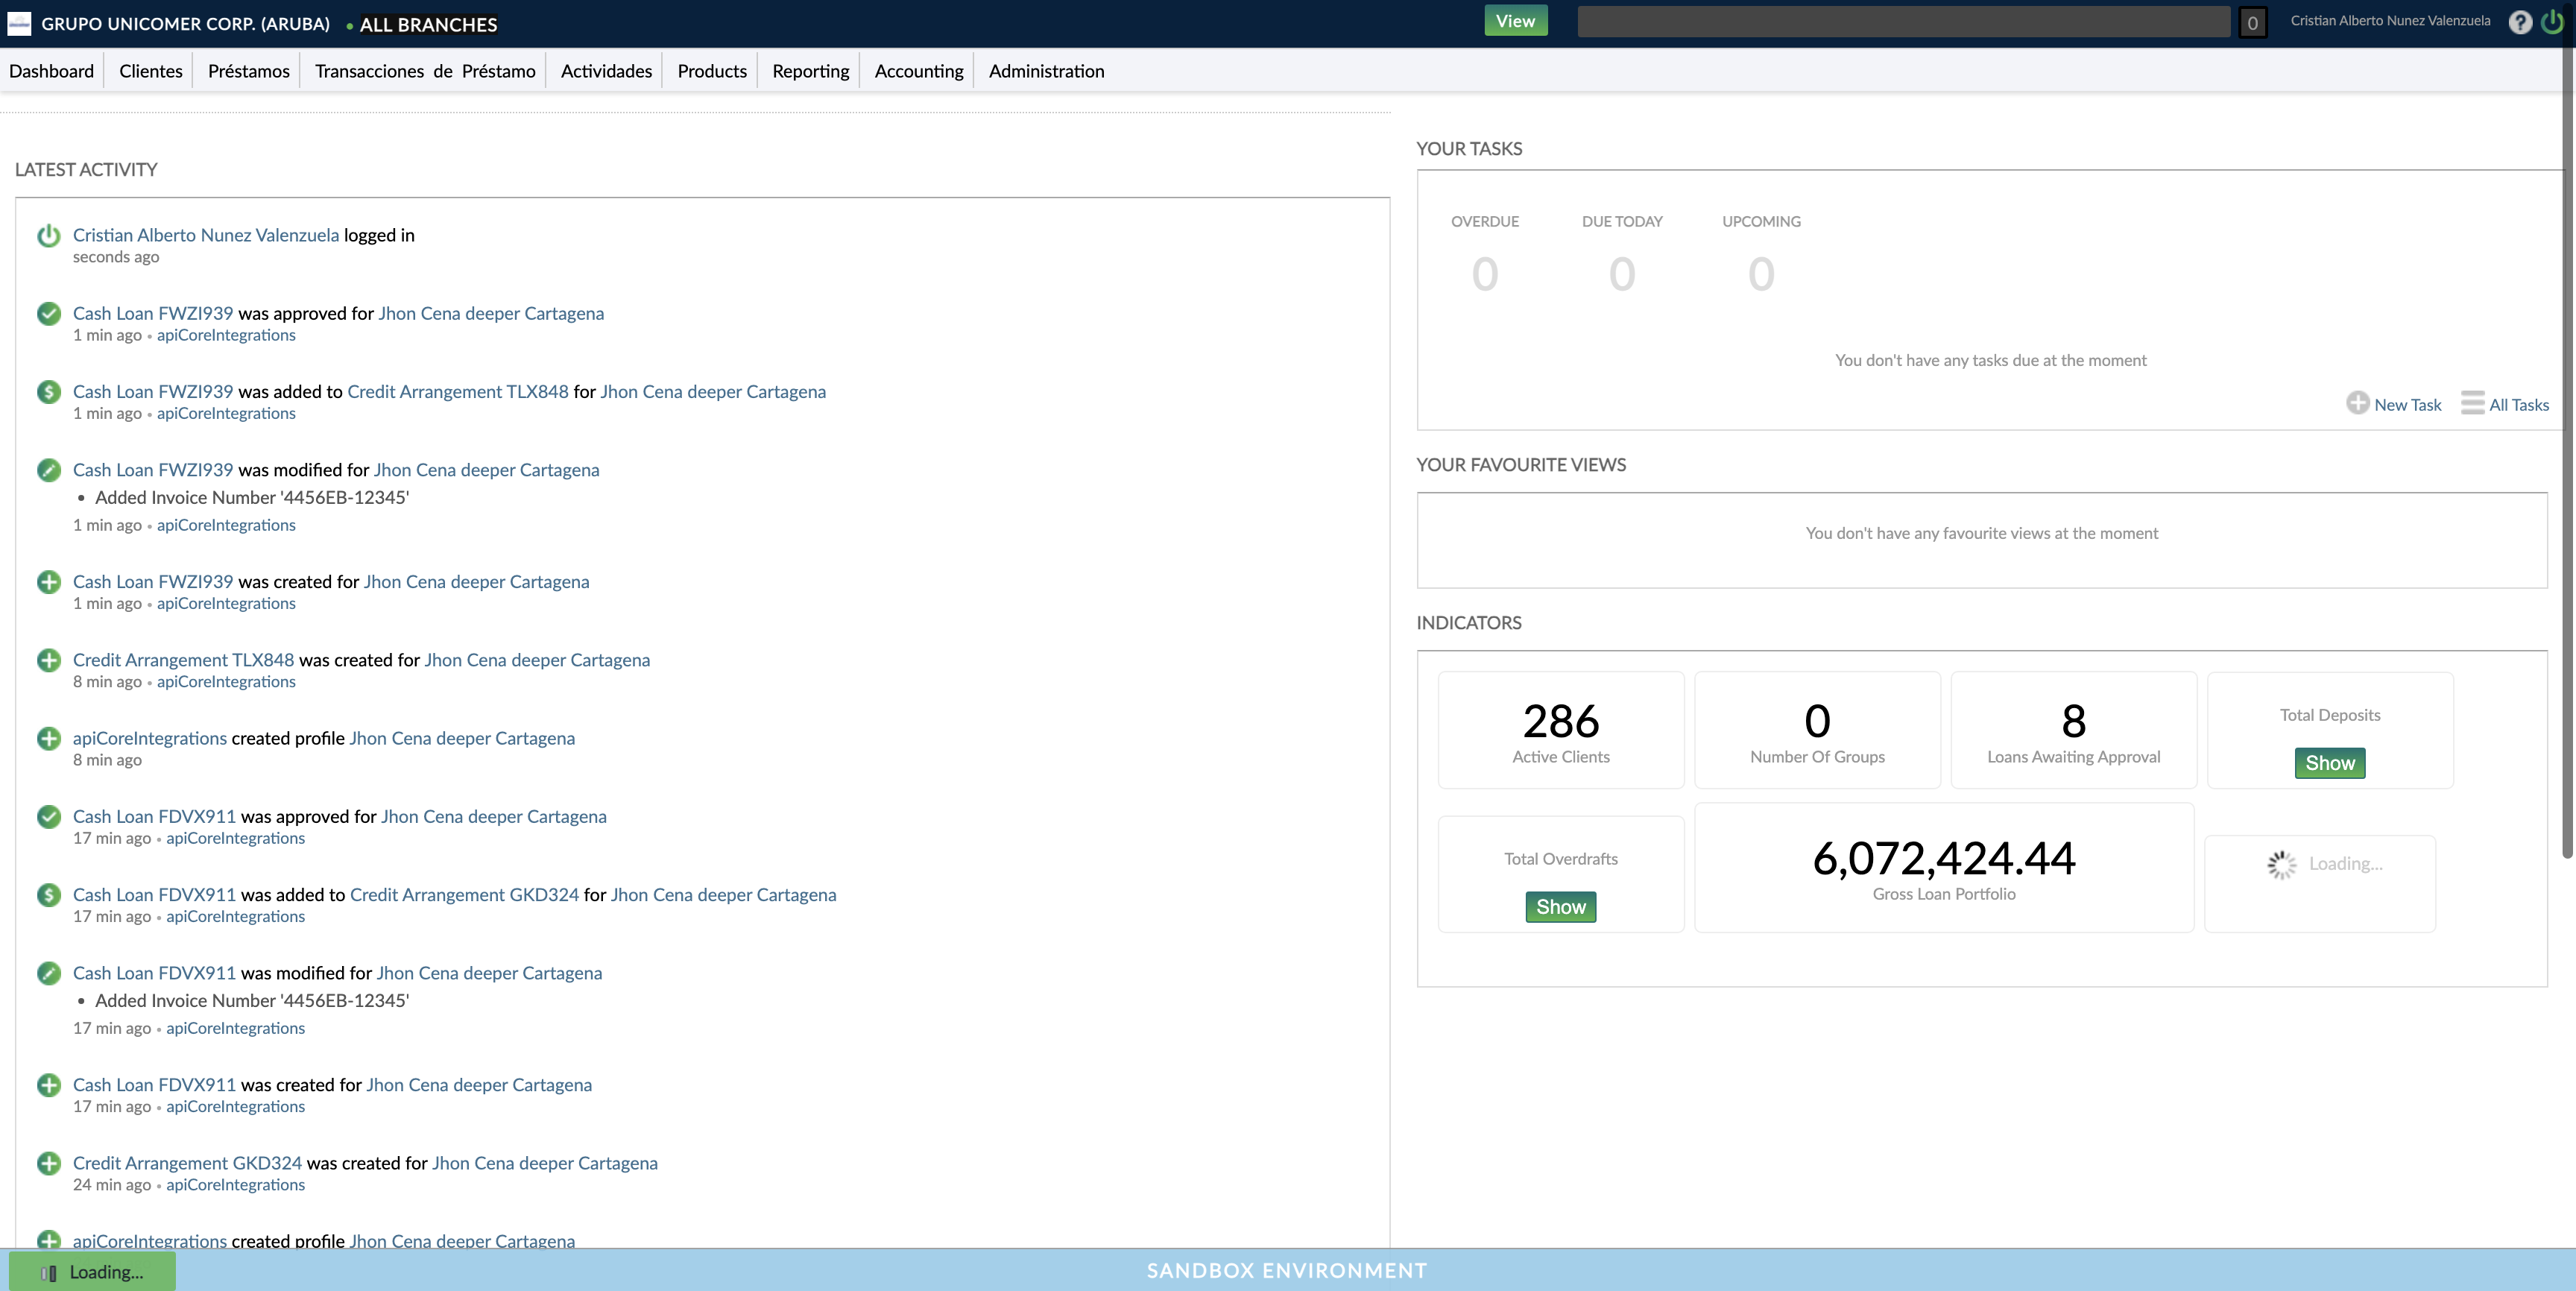 GRUPO UNICOMER CORP. (ARUBA) • ALL BRANCHES
View
0
Cristian Alberto Nunez Valenzuela
?
Dashboard
Clientes
Préstamos
Transacciones de Préstamo
Actividades
Products
Reporting
Accounting
Administration
LATEST ACTIVITY
Cristian Alberto Nunez Valenzuela logged in
seconds ago
Cash Loan FWZI939 was approved for Jhon Cena deeper Cartagena
1 min ago • apiCoreIntegrations
Cash Loan FWZI939 was added to Credit Arrangement TLX848 for Jhon Cena deeper Cartagena
1 min ago • apiCoreIntegrations
Cash Loan FWZI939 was modified for Jhon Cena deeper Cartagena
• Added Invoice Number '4456EB-12345'
1 min ago • apiCoreIntegrations
Cash Loan FWZI939 was created for Jhon Cena deeper Cartagena
1 min ago • apiCoreIntegrations
Credit Arrangement TLX848 was created for Jhon Cena deeper Cartagena
8 min ago • apiCoreIntegrations
apiCoreIntegrations created profile Jhon Cena deeper Cartagena
8 min ago
Cash Loan FDVX911 was approved for Jhon Cena deeper Cartagena
17 min ago • apiCoreIntegrations
Cash Loan FDVX911 was added to Credit Arrangement GKD324 for Jhon Cena deeper Cartagena
17 min ago • apiCoreIntegrations
Cash Loan FDVX911 was modified for Jhon Cena deeper Cartagena
• Added Invoice Number '4456EB-12345'
17 min ago • apiCoreIntegrations
Cash Loan FDVX911 was created for Jhon Cena deeper Cartagena
17 min ago • apiCoreIntegrations
Credit Arrangement GKD324 was created for Jhon Cena deeper Cartagena
24 min ago • apiCoreIntegrations
apiCoreIntegrations created profile Jhon Cena deeper Cartagena
YOUR TASKS
OVERDUE
DUE TODAY
UPCOMING
0
0
0
You don't have any tasks due at the moment
New Task
All Tasks
YOUR FAVOURITE VIEWS
You don't have any favourite views at the moment
INDICATORS
286
Active Clients
0
Number Of Groups
8
Loans Awaiting Approval
Total Deposits
Show
Total Overdrafts
Show
6,072,424.44
Gross Loan Portfolio
Loading...
Loading...
SANDBOX ENVIRONMENT